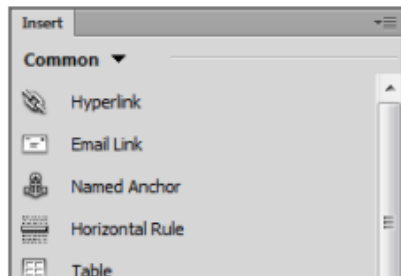 Insert
Common
Hyperlink
Email Link
Named Anchor
Horizontal Rule
Table